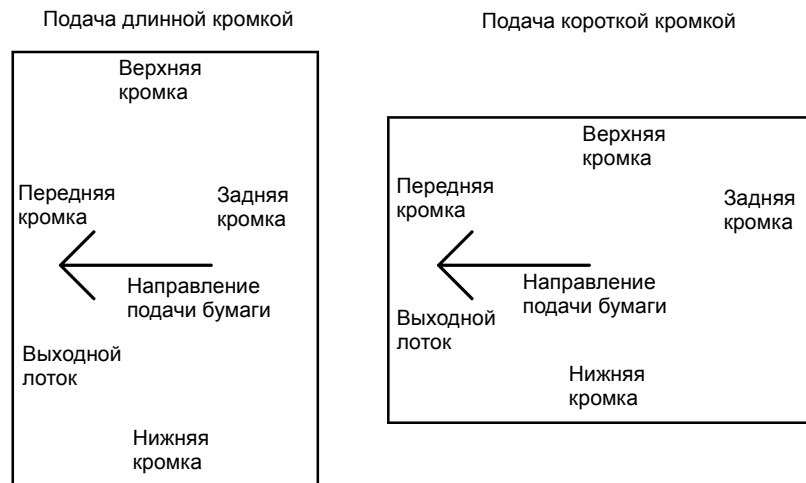 Подача длинной кромкой
Верхняя
кромка
Передняя
кромка
Задняя
кромка
Направление
подачи бумаги
Выходной
лоток
Нижняя
кромка
Подача короткой кромкой
Верхняя
кромка
Передняя
кромка
Задняя
кромка
Направление
подачи бумаги
Выходной
лоток
Нижняя
кромка